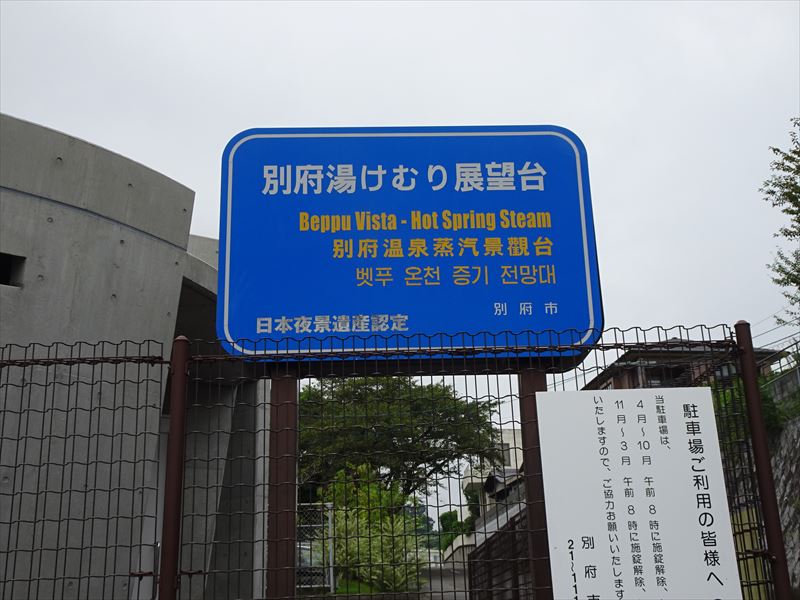 別府湯けむり展望台
Beppu Vista - Hot Spring Steam
別府温泉蒸汽景觀台
벳푸 온천 증기 전망대
別府市
日本夜景遺産認定
駐車場ご利用の皆様へ
当駐車場は、
4月～10月 午前 8 時に施錠解除、
11月～3月 午前 8 時に施錠解除、
いたしますので、ご協力お願いいたします
別府市
21-111